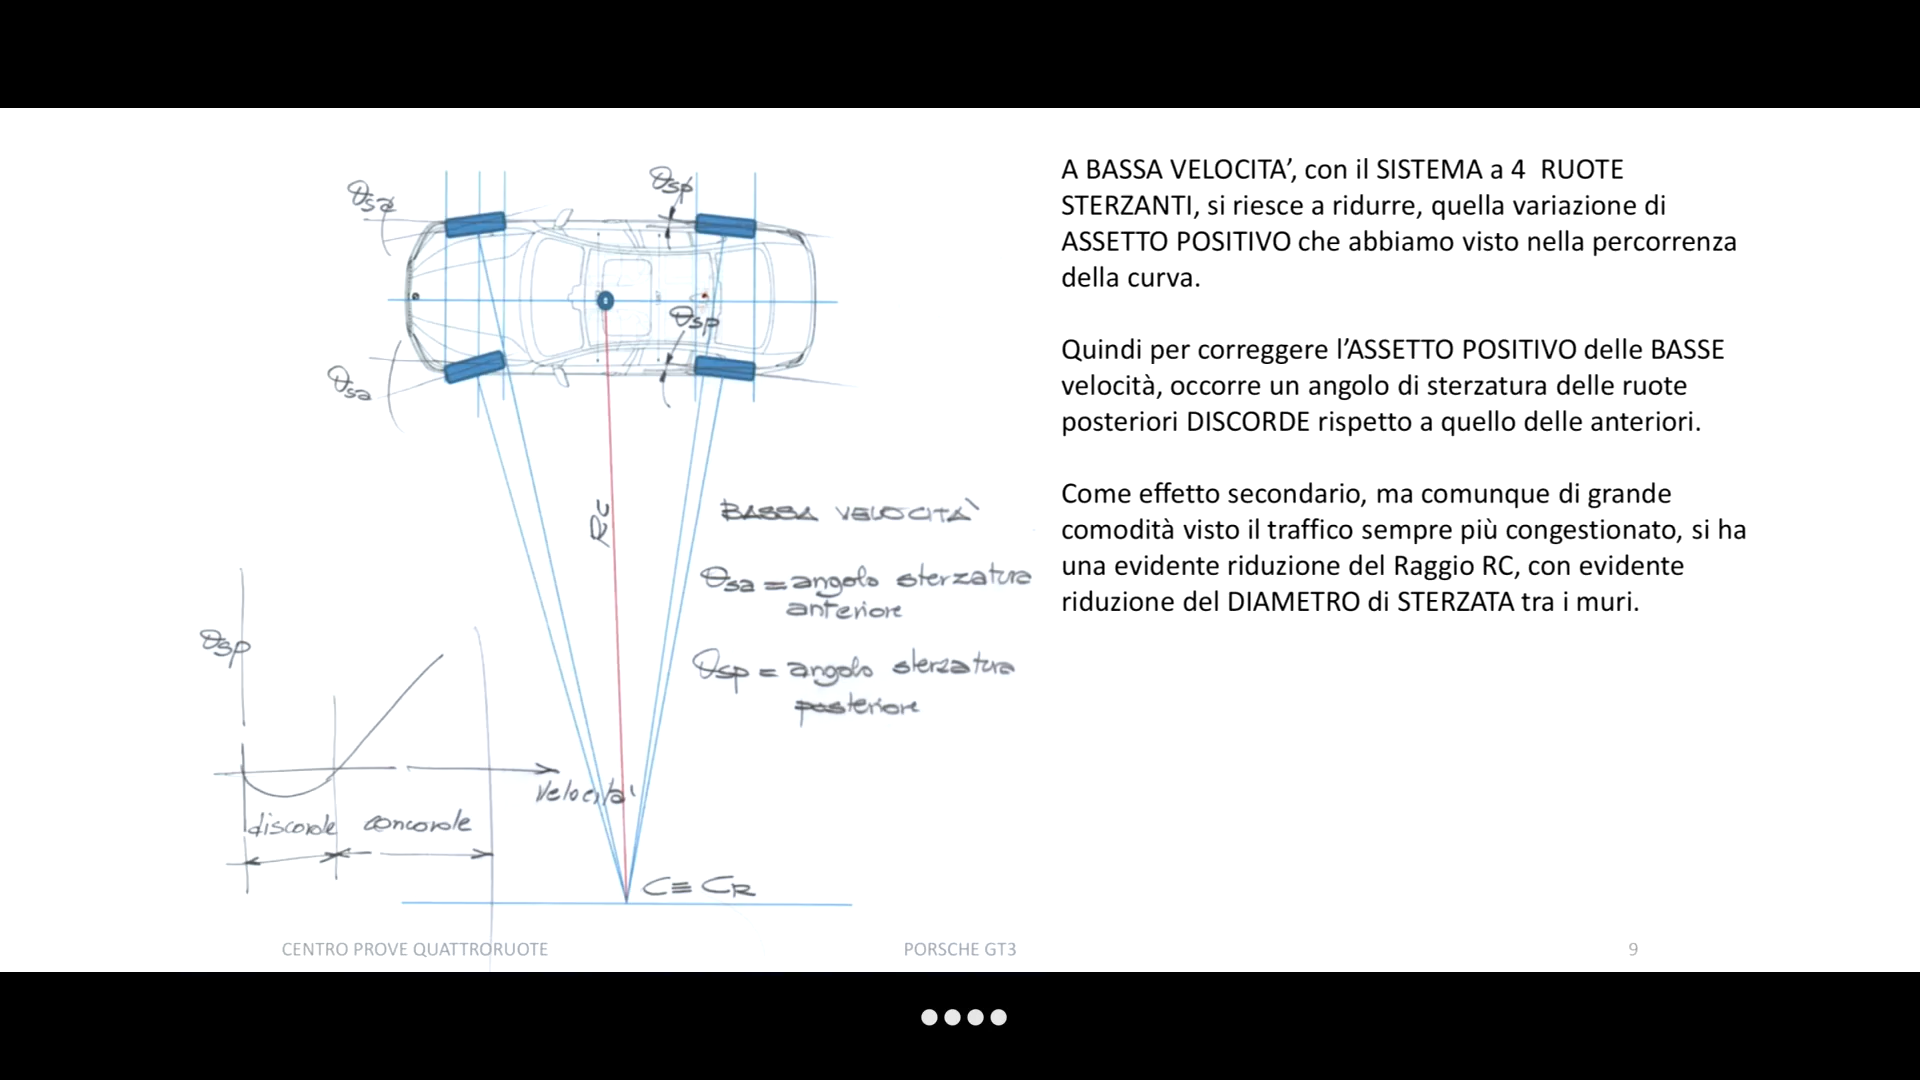 θsa
θsp
A BASSA VELOCITA’, con il SISTEMA a 4  RUOTE
STERZANTI, si riesce a ridurre, quella variazione di
ASSETTO POSITIVO che abbiamo visto nella percorrenza
della curva.
θsp
θsa
Quindi per correggere l’ASSETTO POSITIVO delle BASSE
velocità, occorre un angolo di sterzatura delle ruote
posteriori DISCORDE rispetto a quello delle anteriori.
Come effetto secondario, ma comunque di grande
comodità visto il traffico sempre più congestionato, si ha
una evidente riduzione del Raggio RC, con evidente
riduzione del DIAMETRO di STERZATA tra i muri.
Rc
BASSA VELOCITÀ
θsa = angolo sterzatura
anteriore
θsp = angolo sterzatura
posteriore
θsp
Velocità
discorde concorde
C≡ CR
CENTRO PROVE QUATTRORUOTE
PORSCHE GT3
9